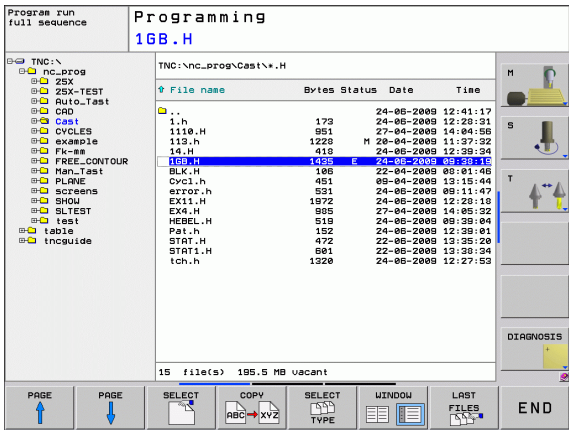 Program run
full sequence
Programming
1GB.H
TNC:\
nc_prog
25X
25X-TEST
Auto_Tast
CAD
Cast
CYCLES
example
Fk-mm
FREE_CONTOUR
Man_Tast
PLANE
screens
SHOW
SLTEST
test
table
tncguide
TNC:\nc_prog\Cast\*.H
File name Bytes Status Date Time
.. 24-06-2009 12:41:17
1.h 173 24-06-2009 12:28:31
1110.H 951 27-04-2009 14:04:56
113.h 1228 M 20-04-2009 11:37:32
14.H 418 24-06-2009 12:39:34
1GB.H 1435 E 24-06-2009 09:38:19
BLK.H 106 22-04-2009 08:01:46
Cycl.h 451 09-04-2009 13:15:44
error.h 531 24-06-2009 09:11:47
EX11.H 1972 24-06-2009 12:28:18
EX4.H 985 27-04-2009 14:05:32
HEBEL.H 519 24-06-2009 09:39:04
Pat.h 152 24-06-2009 12:39:01
STAT.H 472 22-06-2009 13:35:20
STAT1.H 601 22-06-2009 13:38:34
tch.h 1320 24-06-2009 12:27:53
15 file(s) 195.5 MB vacant
M
S
T
DIAGNOSIS
PAGE
PAGE
SELECT
COPY
ABC XYZ
SELECT
TYPE
WINDOW
LAST
FILES
END